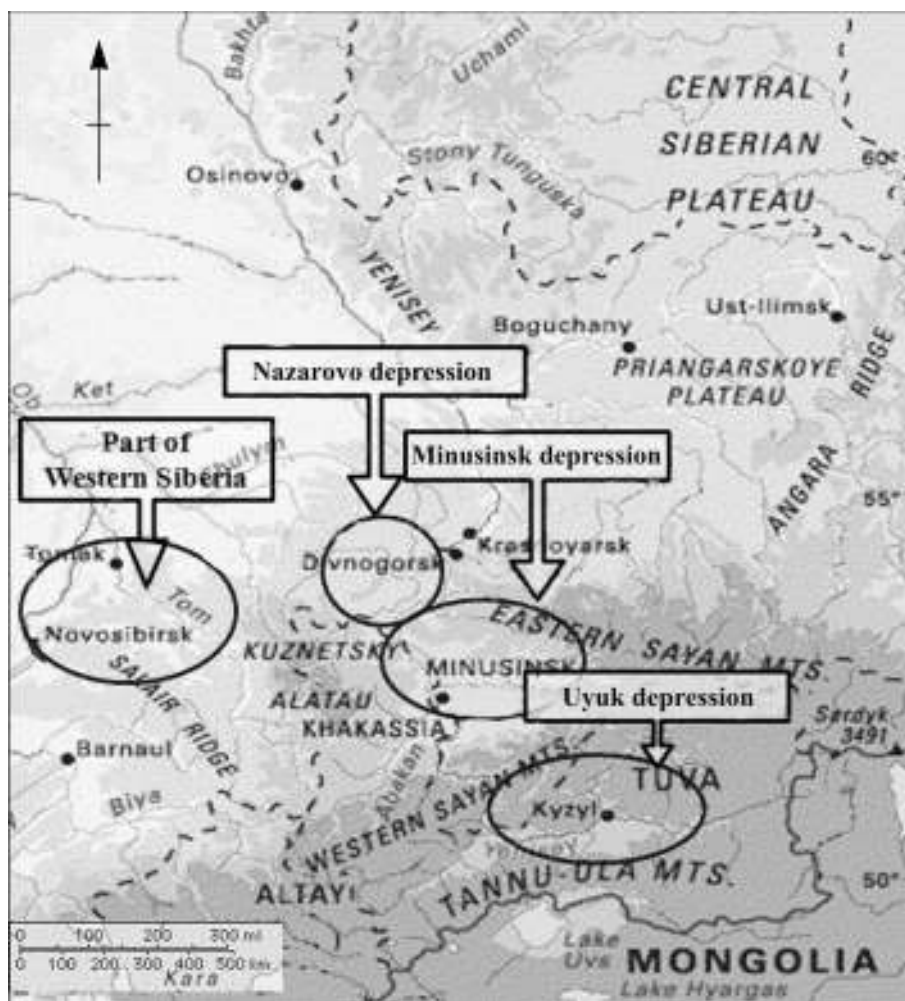 Bakhta
Uchami
CENTRAL
SIBERIAN
PLATEAU
60°
Stony Tunguska
Osinovo
YENISEY
Ust-Ilimsk
Boguchany
PRIANGARSKOYE
PLATEAU
RIDGE
ANGARA
Nazarovo depression
Ob
Ket
Part of
Western Siberia
Minusinsk depression
55°
Krasnoyarsk
Divnogorsk
Tomsk
Tom
Novosibirsk
EASTERN SAYAN MTS.
KUZNETSKY
ALATAU
MINUSINSK
KHAKASSIA
SALAIR RIDGE
Uyuk depression
3491
Barnaul
Biya
Abakan
WESTERN SAYAN MTS.
TUVA
Kyzyl
Yenisey
ALTAY
TANNU-OLA MTS.
50°
0 100 200 300 mi
0 100 200 300 400 500 km
Kara
Lake
Uvs
MONGOLIA
Lake Hyargas